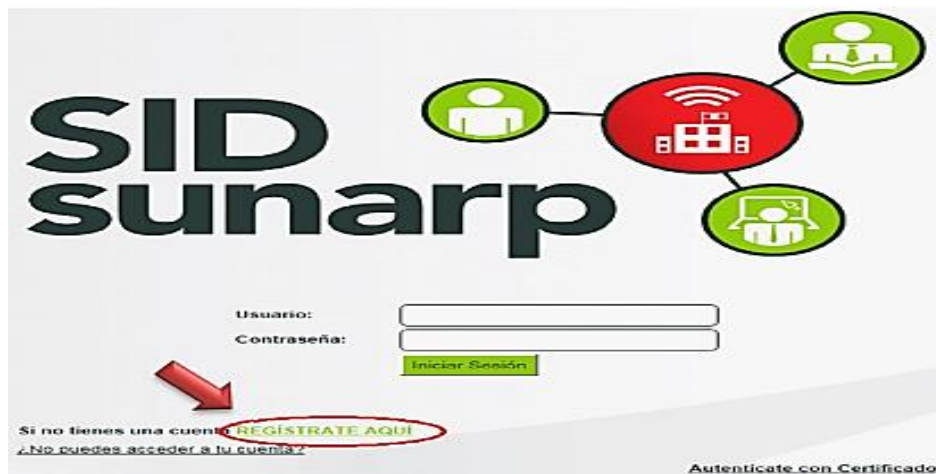 SID
sunarp
Usuario:
Contraseña:
Iniciar Sesión
Si no tienes una cuenta REGÍSTRATE AQUÍ
¿No puedes acceder a tu cuenta?
Autenticate con Certificado